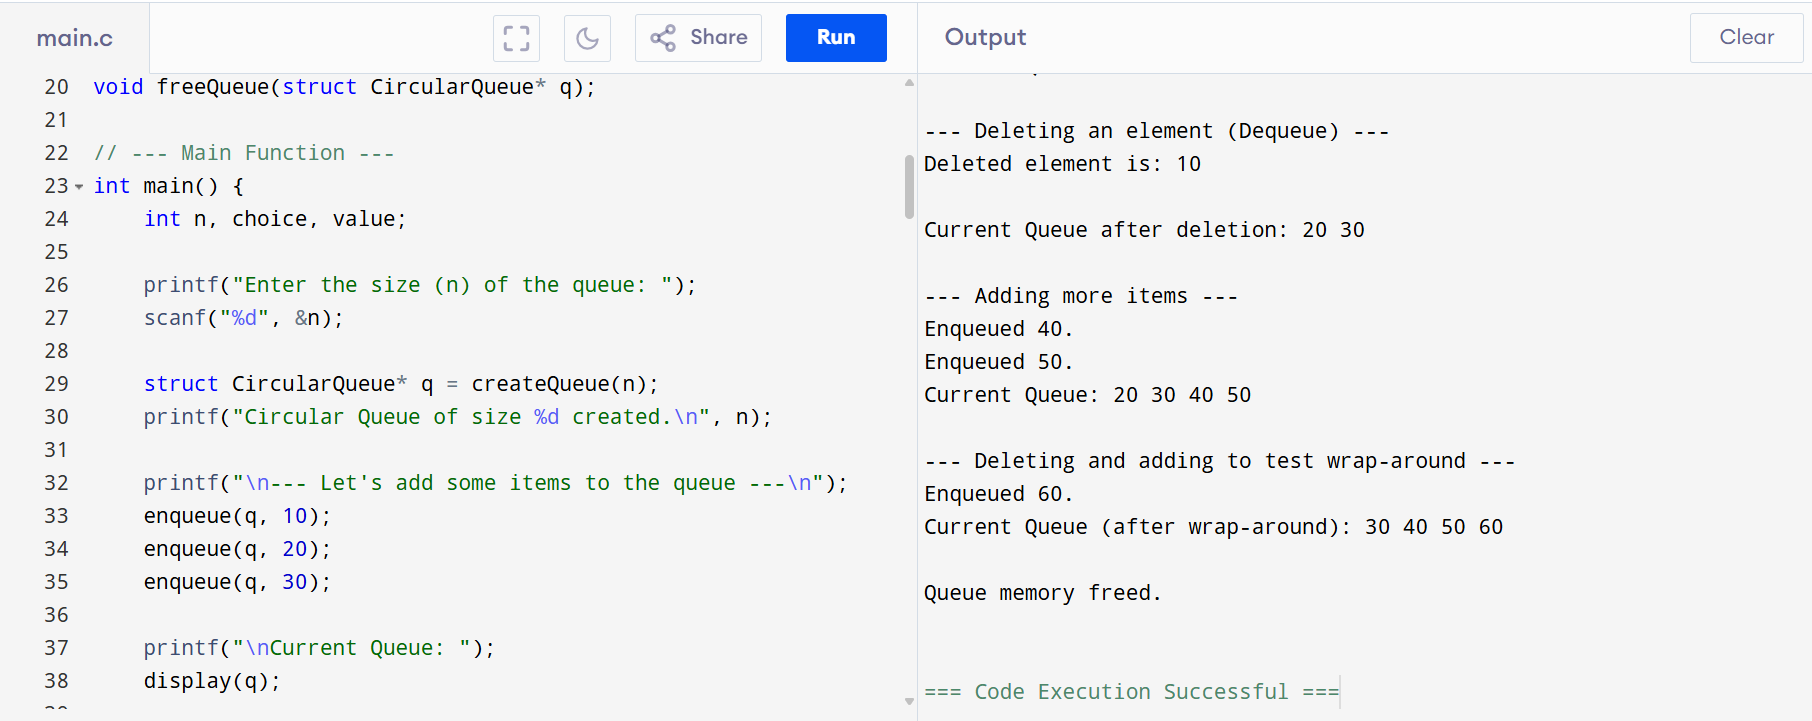 main.c
Share
Run
Output
Clear
20 void freeQueue(struct CircularQueue* q);
21
22 // --- Main Function ---
23 int main() {
24     int n, choice, value;
25
26     printf("Enter the size (n) of the queue: ");
27     scanf("%d", &n);
28
29     struct CircularQueue* q = createQueue(n);
30     printf("Circular Queue of size %d created.\n", n);
31
32     printf("\n--- Let's add some items to the queue ---\n");
33     enqueue(q, 10);
34     enqueue(q, 20);
35     enqueue(q, 30);
36
37     printf("\nCurrent Queue: ");
38     display(q);
--- Deleting an element (Dequeue) ---
Deleted element is: 10
Current Queue after deletion: 20 30
--- Adding more items ---
Enqueued 40.
Enqueued 50.
Current Queue: 20 30 40 50
--- Deleting and adding to test wrap-around ---
Enqueued 60.
Current Queue (after wrap-around): 30 40 50 60
Queue memory freed.
=== Code Execution Successful ===